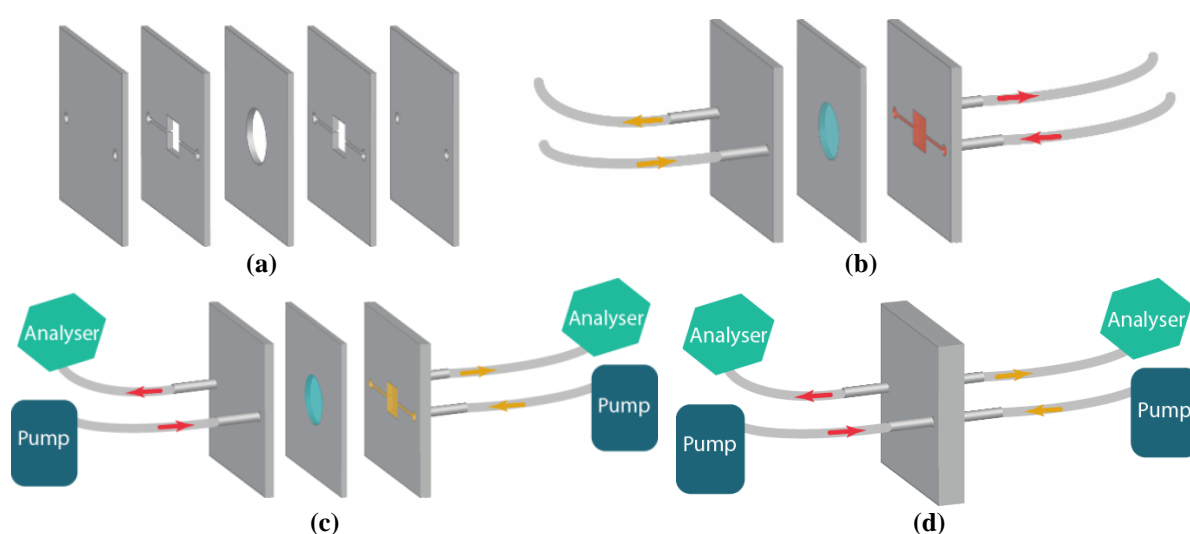 (a)
(b)
Analyser
Analyser
Pump
Pump
(c)
Analyser
Analyser
Pump
Pump
(d)